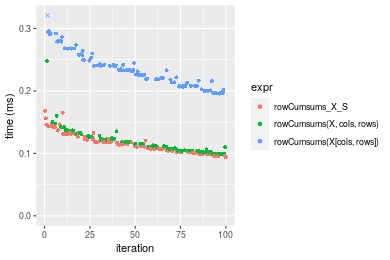 0.3
0.2
0.1
0.0
time (ms)
0
25
50
75
100
iteration
expr
rowCumsums_X_S
rowCumsums(X, cols, rows)
rowCumsums(X[cols, rows])